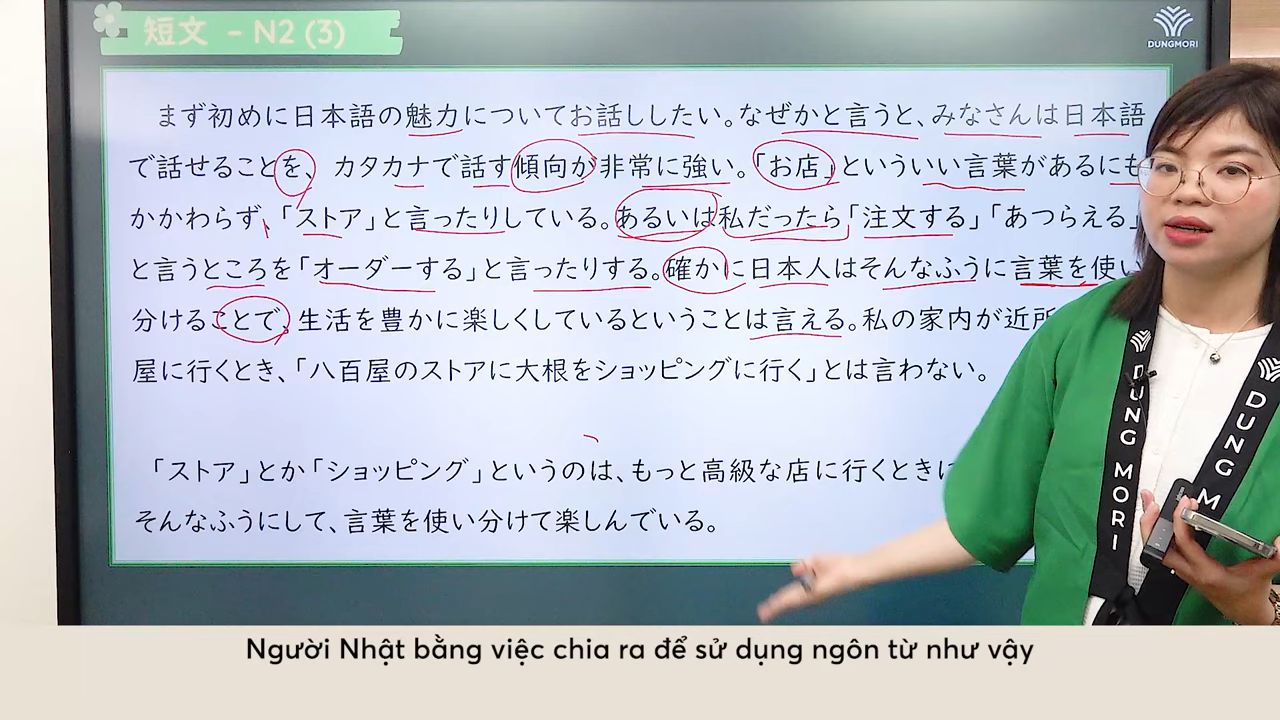 短文 - N2 (3)
DUNGMORI
まず初めに日本語の魅力についてお話ししたい。なぜかと言うと、みなさんは日本語
で話せることを、カタカナで話す傾向が非常に強い。「お店」といういい言葉があるにも
かかわらず、「ストア」と言ったりしている。あるいは私だったら「注文する」「あつらえる」
と言うところを「オーダーする」と言ったりする。確かに日本人はそんなふうに言葉を使い
分けることで、生活を豊かに楽しくしているということは言える。私の家内が近所
屋に行くとき、「八百屋のストアに大根をショッピングに行く」とは言わない。
「ストア」とか「ショッピング」というのは、もっと高級な店に行くときに
そんなふうにして、言葉を使い分けて楽しんでいる。
DUNG MORI
DUNG M
Người Nhật bằng việc chia ra để sử dụng ngôn từ như vậy